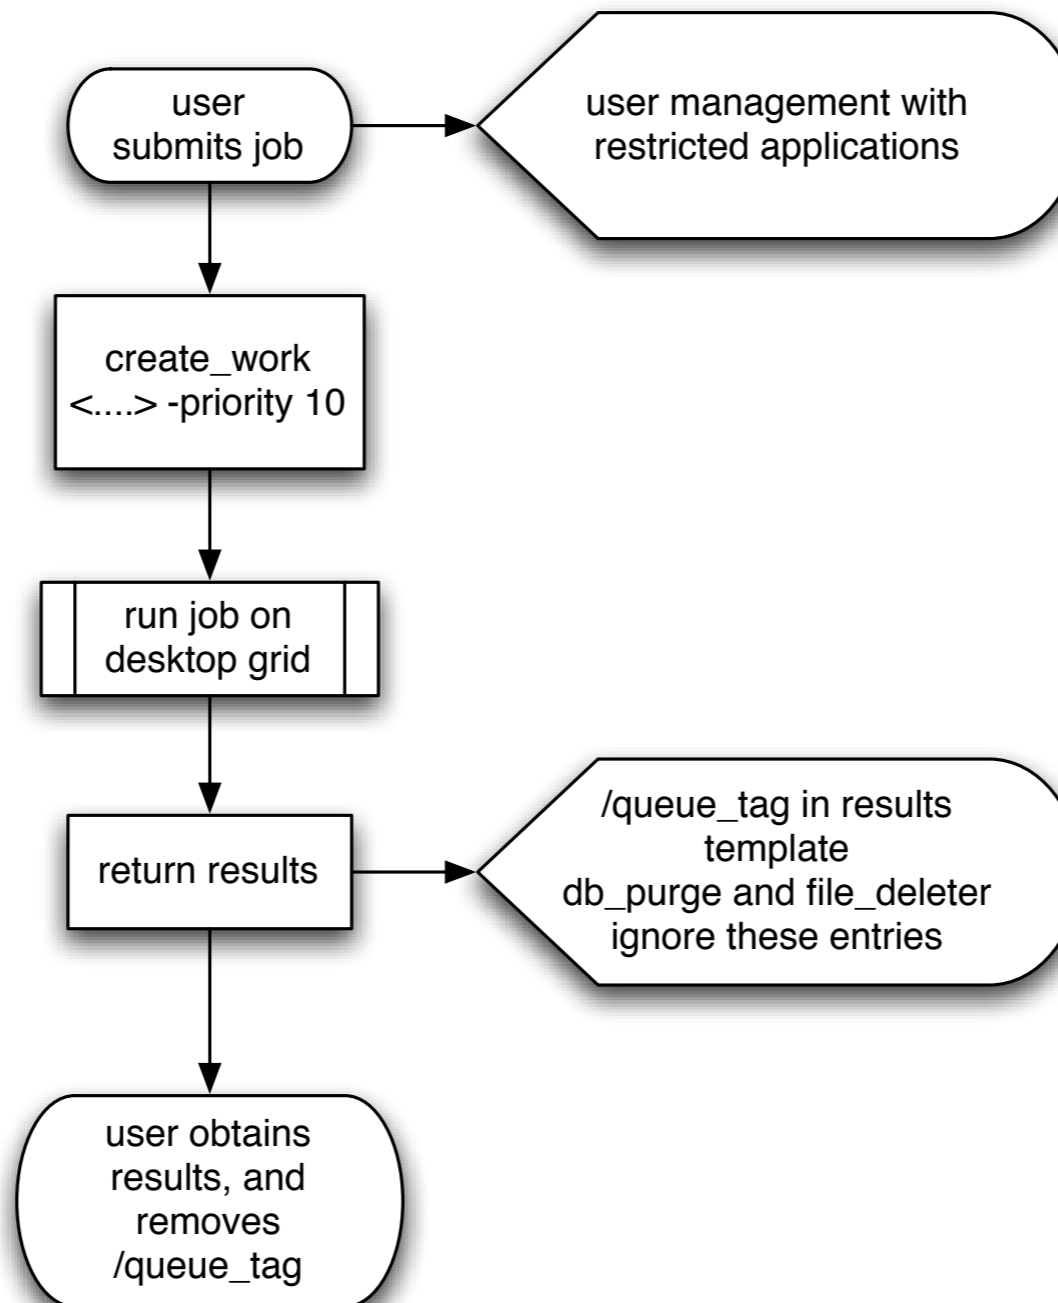 user
submits job
user management with
restricted applications
create_work
<....> -priority 10
run job on
desktop grid
return results
/queue_tag in results
template
db_purge and file_deleter
ignore these entries
user obtains
results, and
removes
/queue_tag